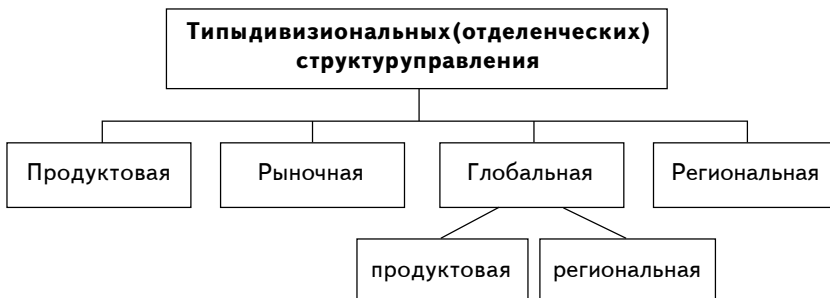 Типыдивизиональных(отделенческих)
структуруправления
Продуктовая Рыночная Глобальная Региональная
продуктовая региональная